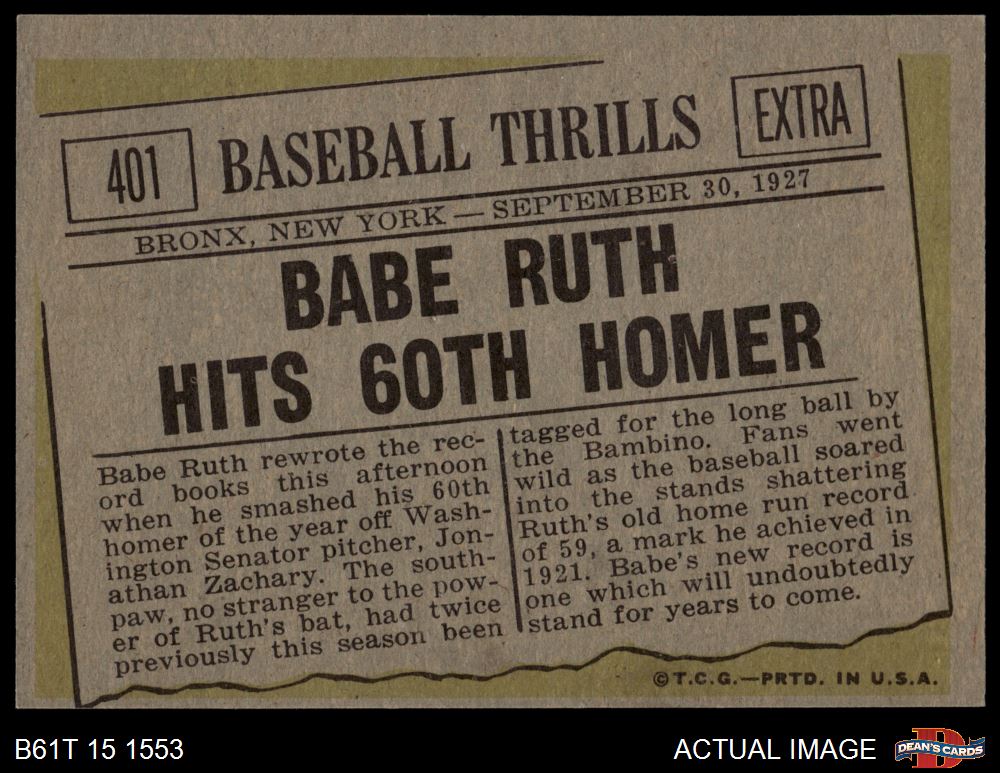 401
BASEBALL THRILLS
EXTRA
BRONX, NEW YORK — SEPTEMBER 30, 1927
BABE RUTH
HITS 60TH HOMER
Babe Ruth rewrote the rec-
ord books this afternoon
when he smashed his 60th
homer of the year off Wash-
ington Senator pitcher, Jon-
athan Zachary. The south-
paw, no stranger to the pow-
er of Ruth's bat, had twice
previously this season been
tagged for the long ball by
the Bambino. Fans went
wild as the baseball soared
into the stands shattering
Ruth's old home run record
of 59, a mark he achieved in
1921. Babe's new record is
one which will undoubtedly
stand for years to come.
©T.C.G.—PRTD. IN U.S.A.
B61T 15 1553
ACTUAL IMAGE
D
DEAN'S CARDS